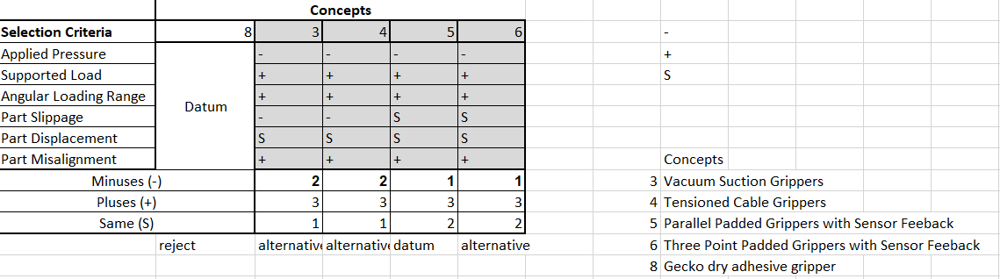 Concepts
Selection Criteria 8 3 4 5 6 -
Applied Pressure - - - - +
Supported Load + + + + S
Angular Loading Range + + + +
Datum
Part Slippage - - S S
Part Displacement S S S S
Part Misalignment + + + + Concepts
Minuses (-) 2 2 1 1 3 Vacuum Suction Grippers
Pluses (+) 3 3 3 3 4 Tensioned Cable Grippers
Same (S) 1 1 2 2 5 Parallel Padded Grippers with Sensor Feeback
reject alternative alternative datum alternative 6 Three Point Padded Grippers with Sensor Feeback
8 Gecko dry adhesive gripper